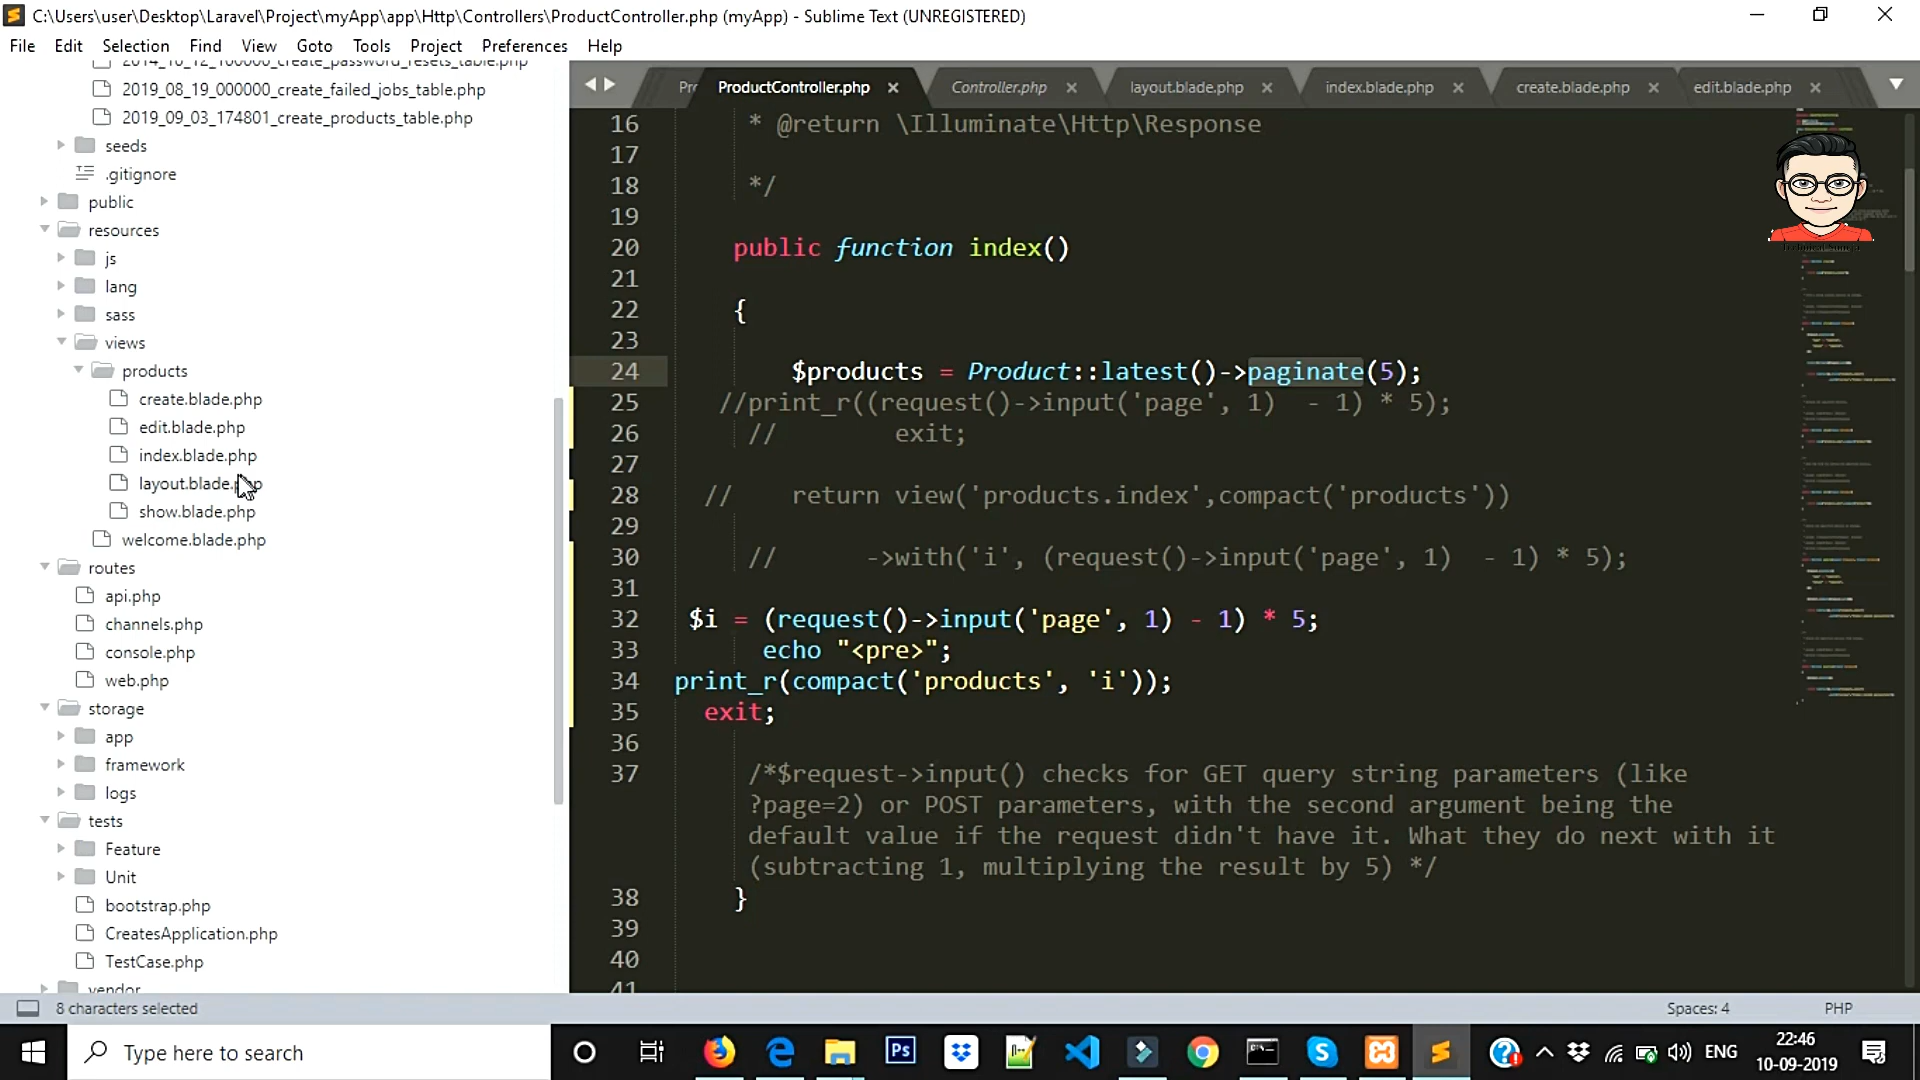 C:\Users\user\Desktop\Laravel\Project\myApp\app\Http\Controllers\ProductController.php (myApp) - Sublime Text (UNREGISTERED)
File Edit Selection Find View Goto Tools Project Preferences Help
2014_10_12_100000_create_password_resets_table.php
2019_08_19_000000_create_failed_jobs_table.php
2019_09_03_174801_create_products_table.php
seeds
.gitignore
public
resources
js
lang
sass
views
products
create.blade.php
edit.blade.php
index.blade.php
layout.blade.php
show.blade.php
welcome.blade.php
routes
api.php
channels.php
console.php
web.php
storage
app
framework
logs
tests
Feature
Unit
bootstrap.php
CreatesApplication.php
TestCase.php
vendor
Pr ProductController.php Controller.php layout.blade.php index.blade.php create.blade.php edit.blade.php
16 * @return \Illuminate\Http\Response
17
18 */
19
20 public function index()
21
22 {
23
24 $products = Product::latest()->paginate(5);
25 //print_r((request()->input('page', 1)  - 1) * 5);
26 //        exit;
27
28 //    return view('products.index',compact('products'))
29
30 //      ->with('i', (request()->input('page', 1)  - 1) * 5);
31
32 $i = (request()->input('page', 1) - 1) * 5;
33 echo "<pre>";
34 print_r(compact('products', 'i'));
35 exit;
36
37 /*$request->input() checks for GET query string parameters (like
?page=2) or POST parameters, with the second argument being the
default value if the request didn't have it. What they do next with it
(subtracting 1, multiplying the result by 5) */
38 }
39
40
41
8 characters selected
Spaces: 4 PHP
Type here to search
Ps
ENG
22:46
10-09-2019